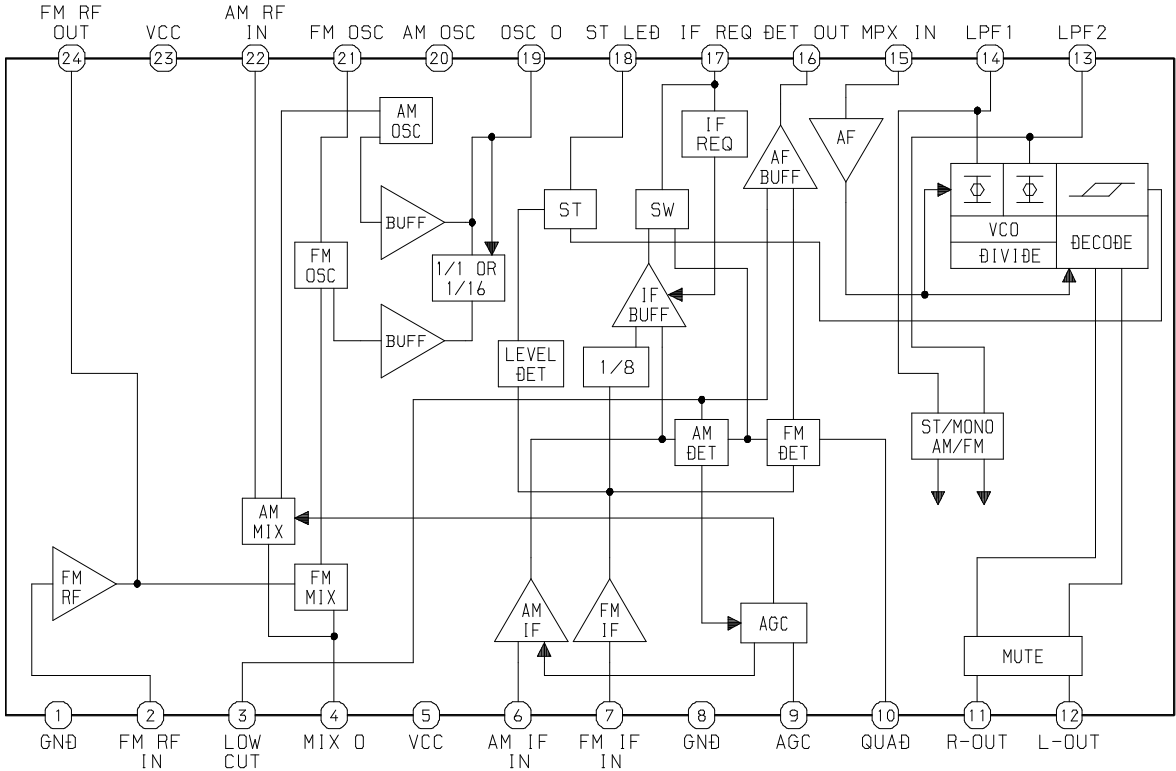 FM RF
OUT
VCC
AM RF
IN
FM OSC
AM OSC
OSC O
ST LED
IF REQ
DET OUT
MPX IN
LPF1
LPF2
24
23
22
21
20
19
18
17
16
15
14
13
AM
OSC
IF
REQ
AF
BUFF
AF
BUFF
ST
SW
VCO
DIVIDE
DECODE
FM
OSC
1/1 OR
1/16
IF
BUFF
BUFF
LEVEL
DET
1/8
AM
DET
FM
DET
ST/MONO
AM/FM
AM
MIX
FM
RF
FM
MIX
AM
IF
FM
IF
AGC
MUTE
1
2
3
4
5
6
7
8
9
10
11
12
GND
FM RF
IN
LOW
CUT
MIX O
VCC
AM IF
IN
FM IF
IN
GND
AGC
QUAD
R-OUT
L-OUT